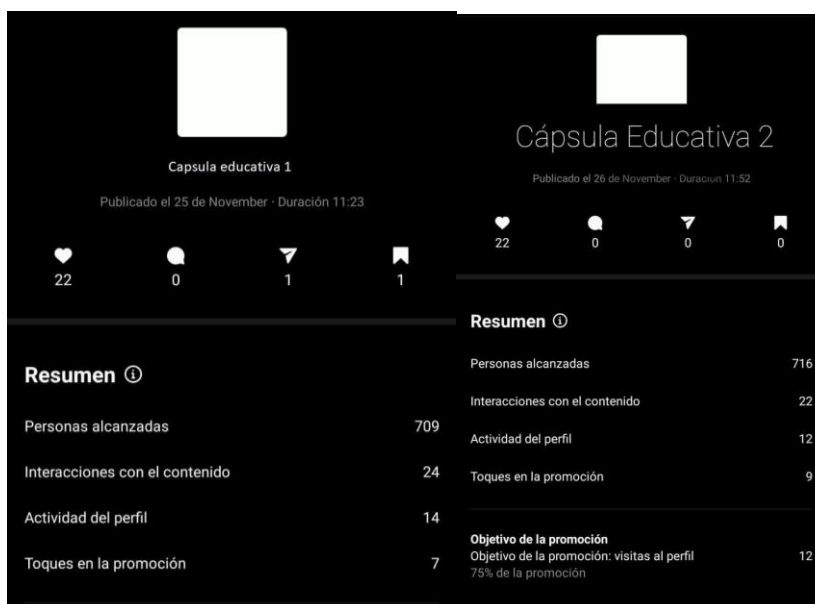 Capsula educativa 1
Publicado el 25 de November · Duración 11:23
22 0 1 1
Resumen
Personas alcanzadas 709
Interacciones con el contenido 24
Actividad del perfil 14
Toques en la promoción 7
Cápsula Educativa 2
Publicado el 26 de November · Duración 11:52
22 0 0 0
Resumen
Personas alcanzadas 716
Interacciones con el contenido 22
Actividad del perfil 12
Toques en la promoción 9
Objetivo de la promoción
Objetivo de la promoción: visitas al perfil 12
75% de la promoción